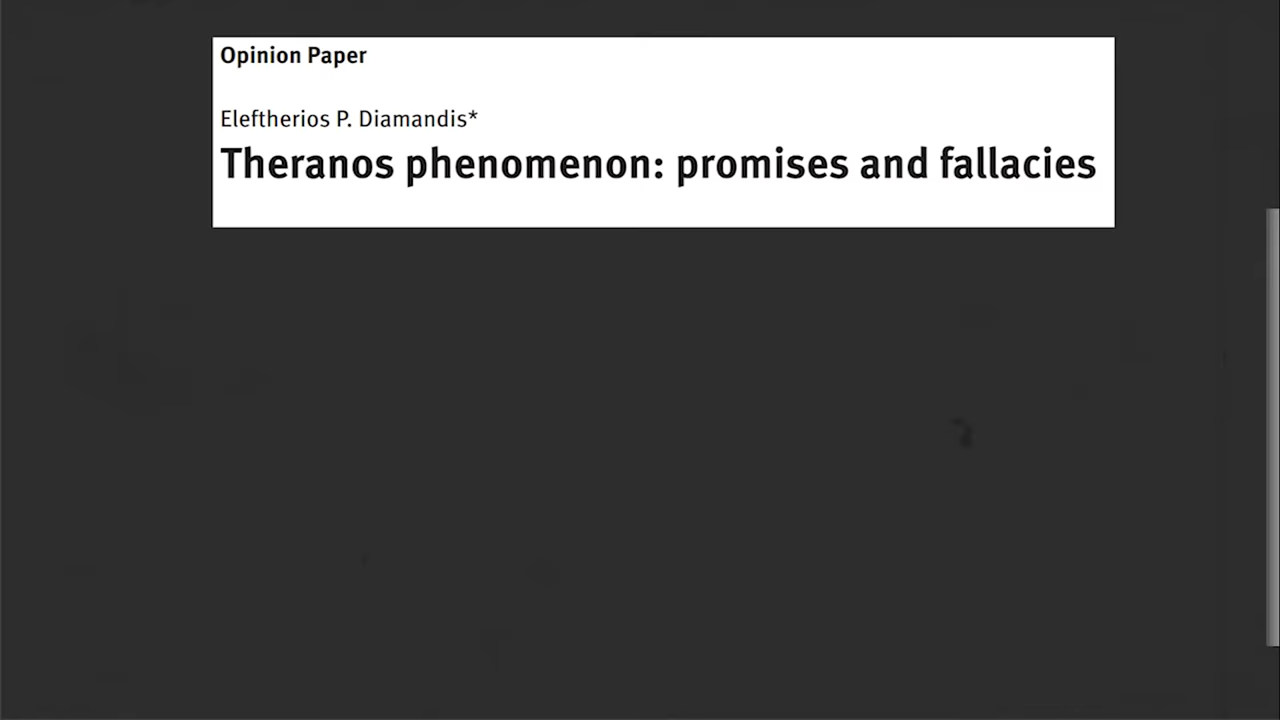 Opinion Paper
Eleftherios P. Diamandis*
Theranos phenomenon: promises and fallacies